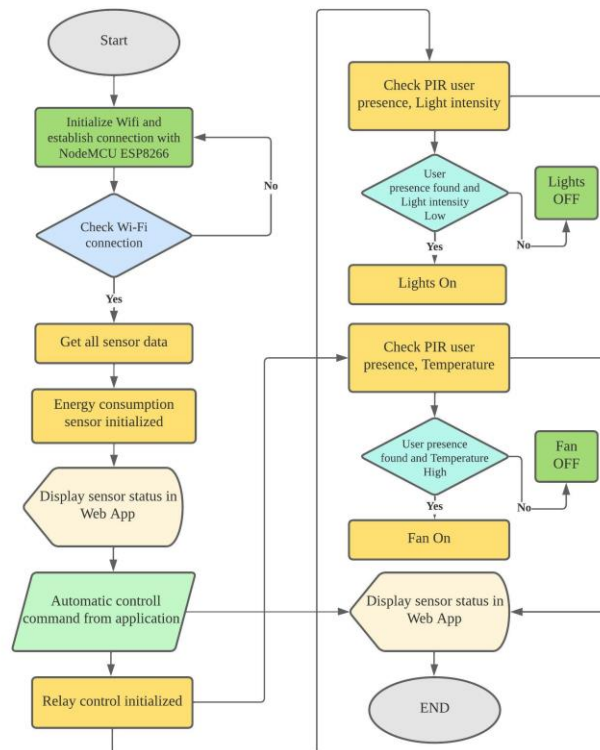 Start
Initialize Wifi and
establish connection with
NodeMCU ESP8266
No
Check Wi-Fi
connection
Yes
Get all sensor data
Energy consumption
sensor initialized
Display sensor status in
Web App
Automatic controll
command from application
Relay control initialized
Check PIR user
presence, Light intensity
User
presence found and
Light intensity
Low
Lights
OFF
No
Yes
Lights On
Check PIR user
presence, Temperature
User presence
found and Temperature
High
Fan
OFF
No
Yes
Fan On
Display sensor status in
Web App
END